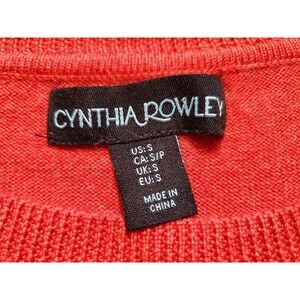 CYNTHIA ROWLEY
US: S
CA: S/P
UK: S
EU: S
MADE IN
CHINA